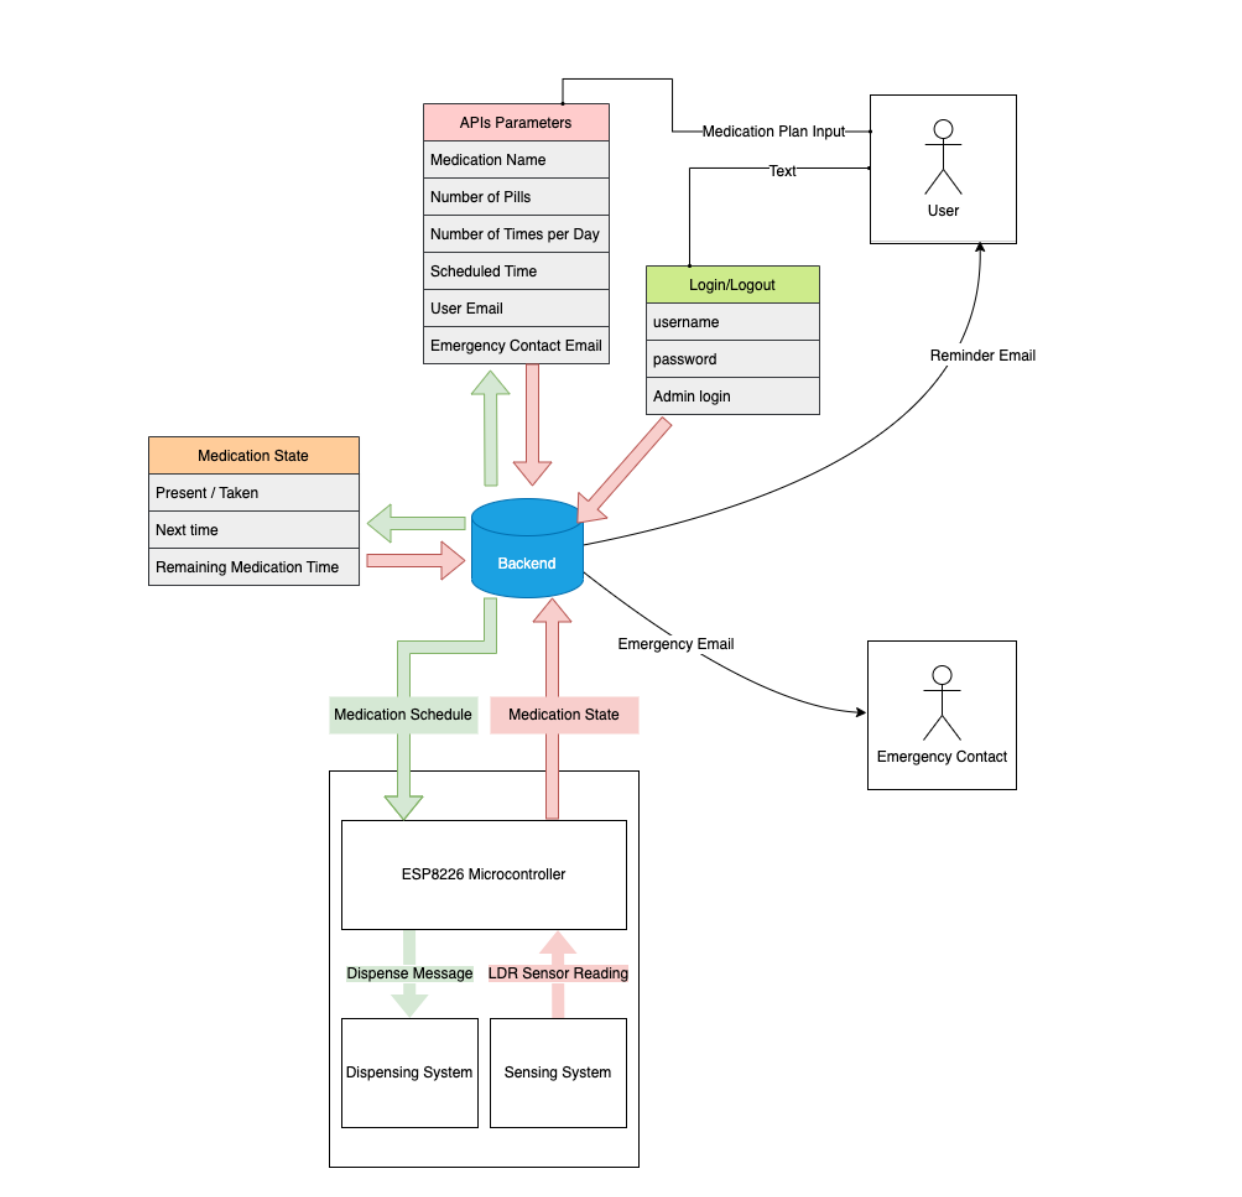 APIs Parameters
Medication Name
Number of Pills
Number of Times per Day
Scheduled Time
User Email
Emergency Contact Email
Medication Plan Input
Text
User
Login/Logout
username
password
Admin login
Reminder Email
Medication State
Present / Taken
Next time
Remaining Medication Time
Backend
Emergency Email
Emergency Contact
Medication Schedule
Medication State
ESP8226 Microcontroller
Dispense Message
LDR Sensor Reading
Dispensing System
Sensing System